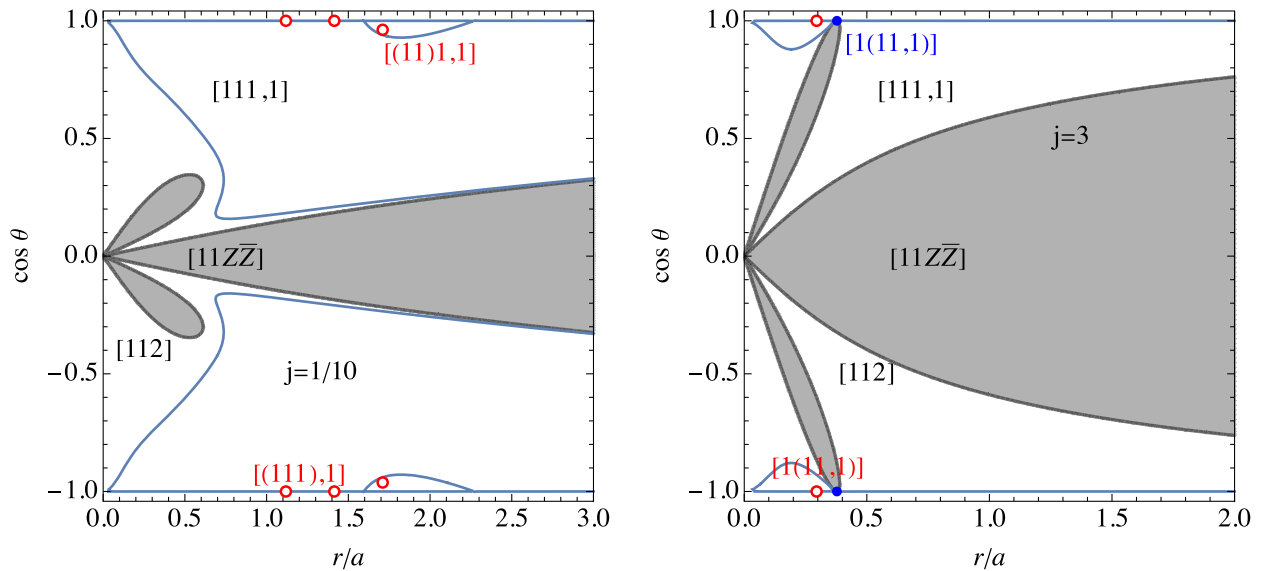 1.0
0.5
0.0
−0.5
−1.0
cos θ
[(11)1,1]
[111,1]
[11ZZ̅]
[112]
j=1/10
[(111),1]
0.0 0.5 1.0 1.5 2.0 2.5 3.0
r/a
1.0
0.5
0.0
−0.5
−1.0
cos θ
[1(11,1)]
[111,1]
j=3
[11ZZ̅]
[112]
[1(11,1)]
0.0 0.5 1.0 1.5 2.0
r/a